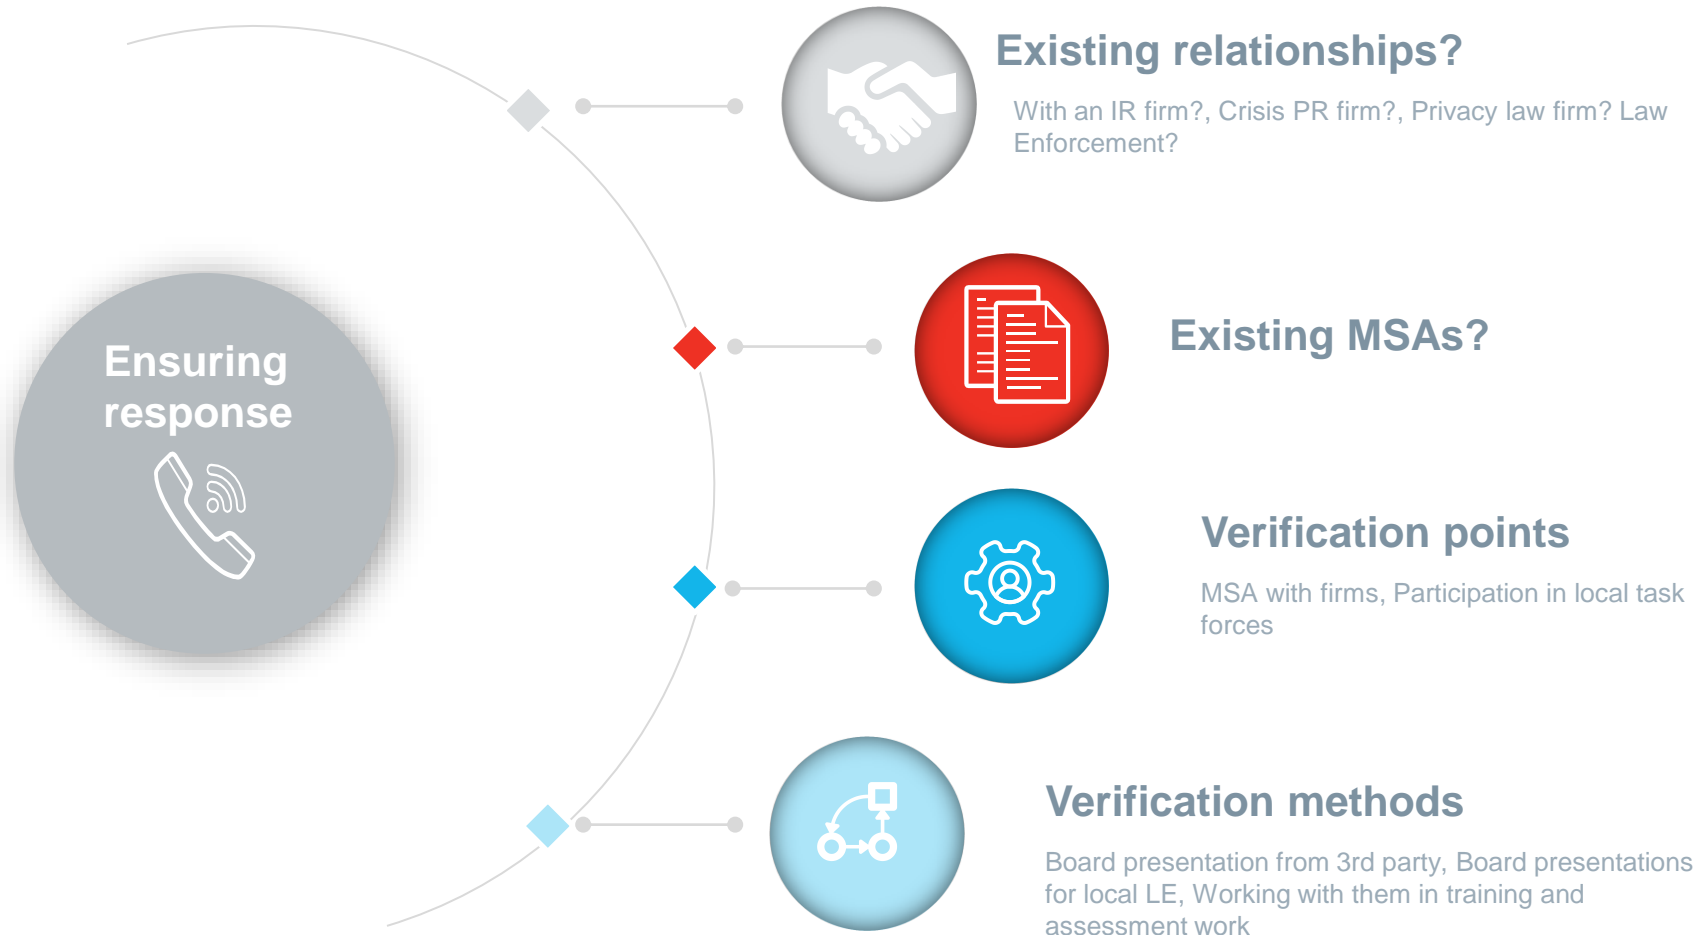 Existing relationships?
With an IR firm?, Crisis PR firm?, Privacy law firm? Law
Enforcement?
Ensuring
response
Existing MSAs?
Verification points
MSA with firms, Participation in local task
forces
Verification methods
Board presentation from 3rd party, Board presentations
for local LE, Working with them in training and
assessment work